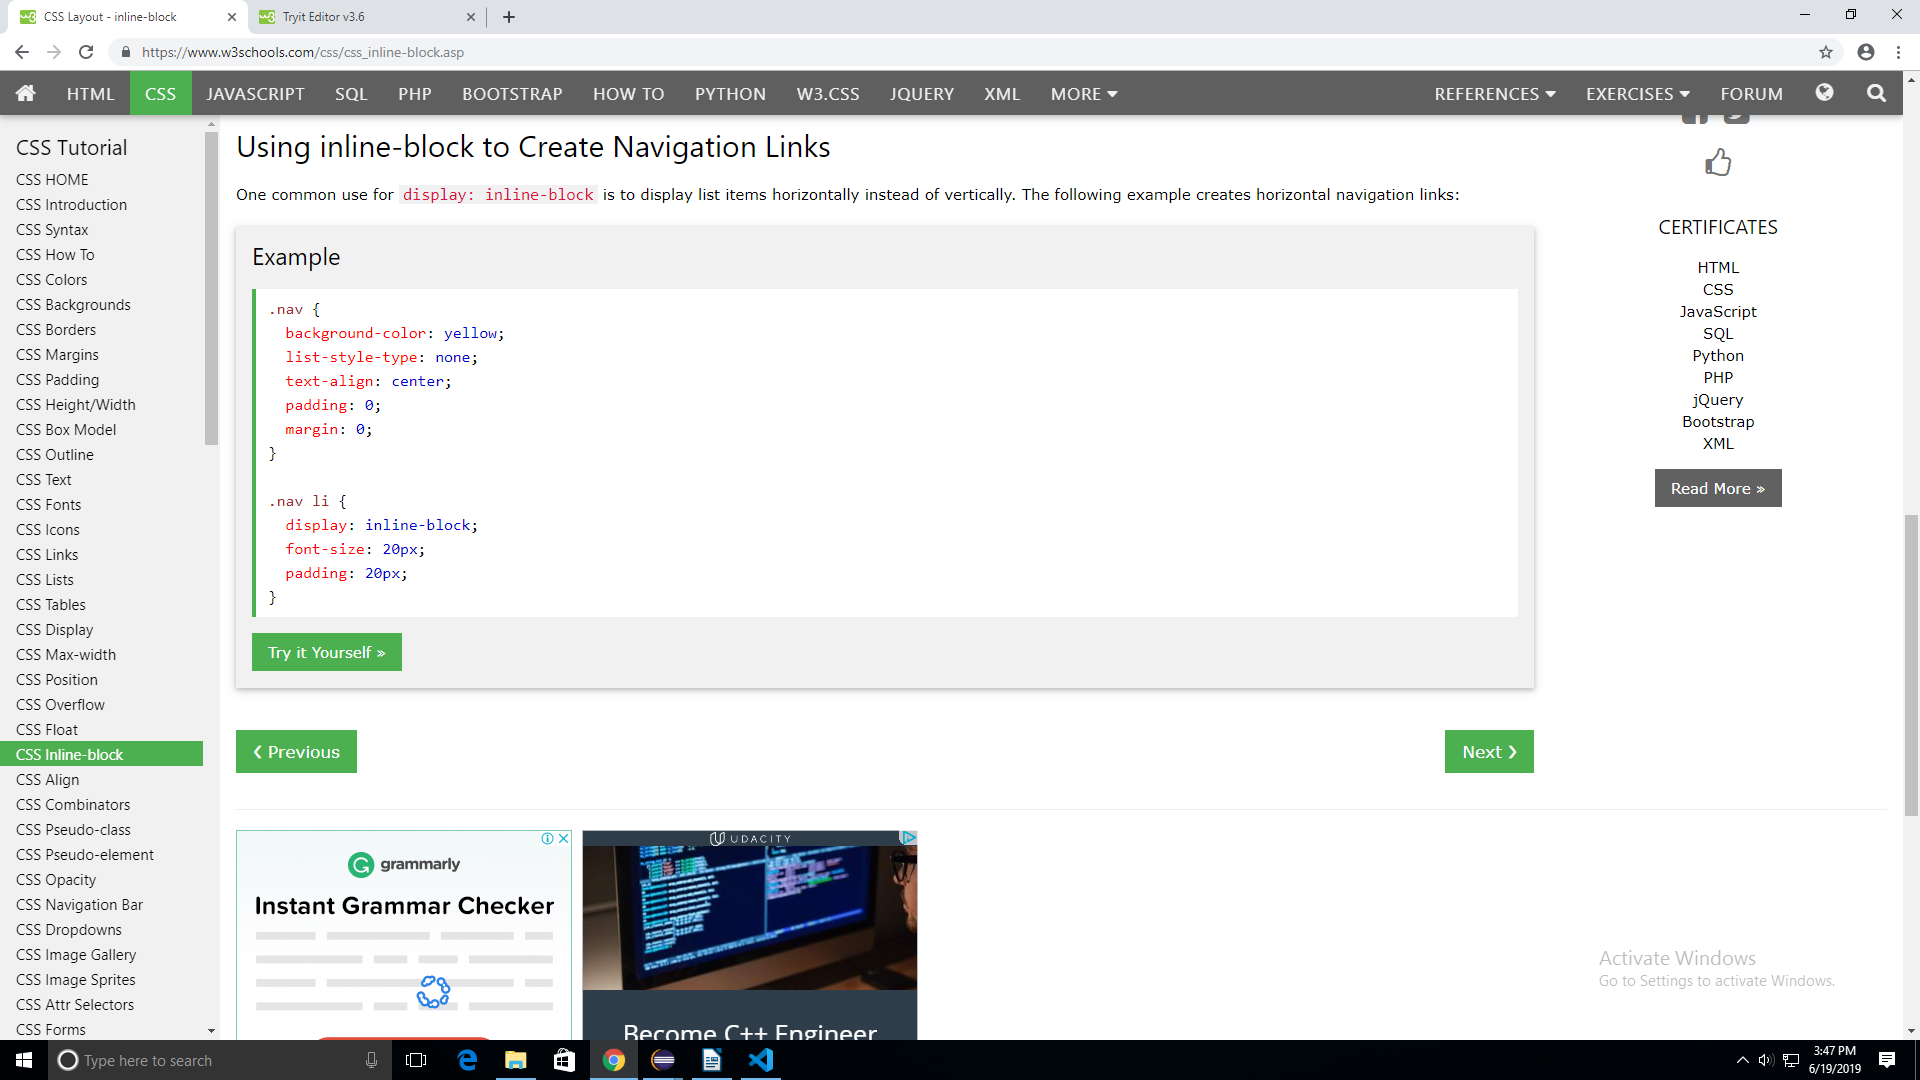 CSS Layout - inline-block
Tryit Editor v3.6
https://www.w3schools.com/css/css_inline-block.asp
HTML CSS JAVASCRIPT SQL PHP BOOTSTRAP HOW TO PYTHON W3.CSS JQUERY XML MORE REFERENCES EXERCISES FORUM
CSS Tutorial
CSS HOME
CSS Introduction
CSS Syntax
CSS How To
CSS Colors
CSS Backgrounds
CSS Borders
CSS Margins
CSS Padding
CSS Height/Width
CSS Box Model
CSS Outline
CSS Text
CSS Fonts
CSS Icons
CSS Links
CSS Lists
CSS Tables
CSS Display
CSS Max-width
CSS Position
CSS Overflow
CSS Float
CSS Inline-block
CSS Align
CSS Combinators
CSS Pseudo-class
CSS Pseudo-element
CSS Opacity
CSS Navigation Bar
CSS Dropdowns
CSS Image Gallery
CSS Image Sprites
CSS Attr Selectors
CSS Forms
Using inline-block to Create Navigation Links
One common use for display: inline-block is to display list items horizontally instead of vertically. The following example creates horizontal navigation links:
Example
.nav {
  background-color: yellow;
  list-style-type: none;
  text-align: center;
  padding: 0;
  margin: 0;
}
.nav li {
  display: inline-block;
  font-size: 20px;
  padding: 20px;
}
Try it Yourself »
❮ Previous
Next ❯
CERTIFICATES
HTML
CSS
JavaScript
SQL
Python
PHP
jQuery
Bootstrap
XML
Read More »
grammarly
Instant Grammar Checker
UDACITY
Become C++ Engineer
Activate Windows
Go to Settings to activate Windows.
Type here to search
3:47 PM
6/19/2019